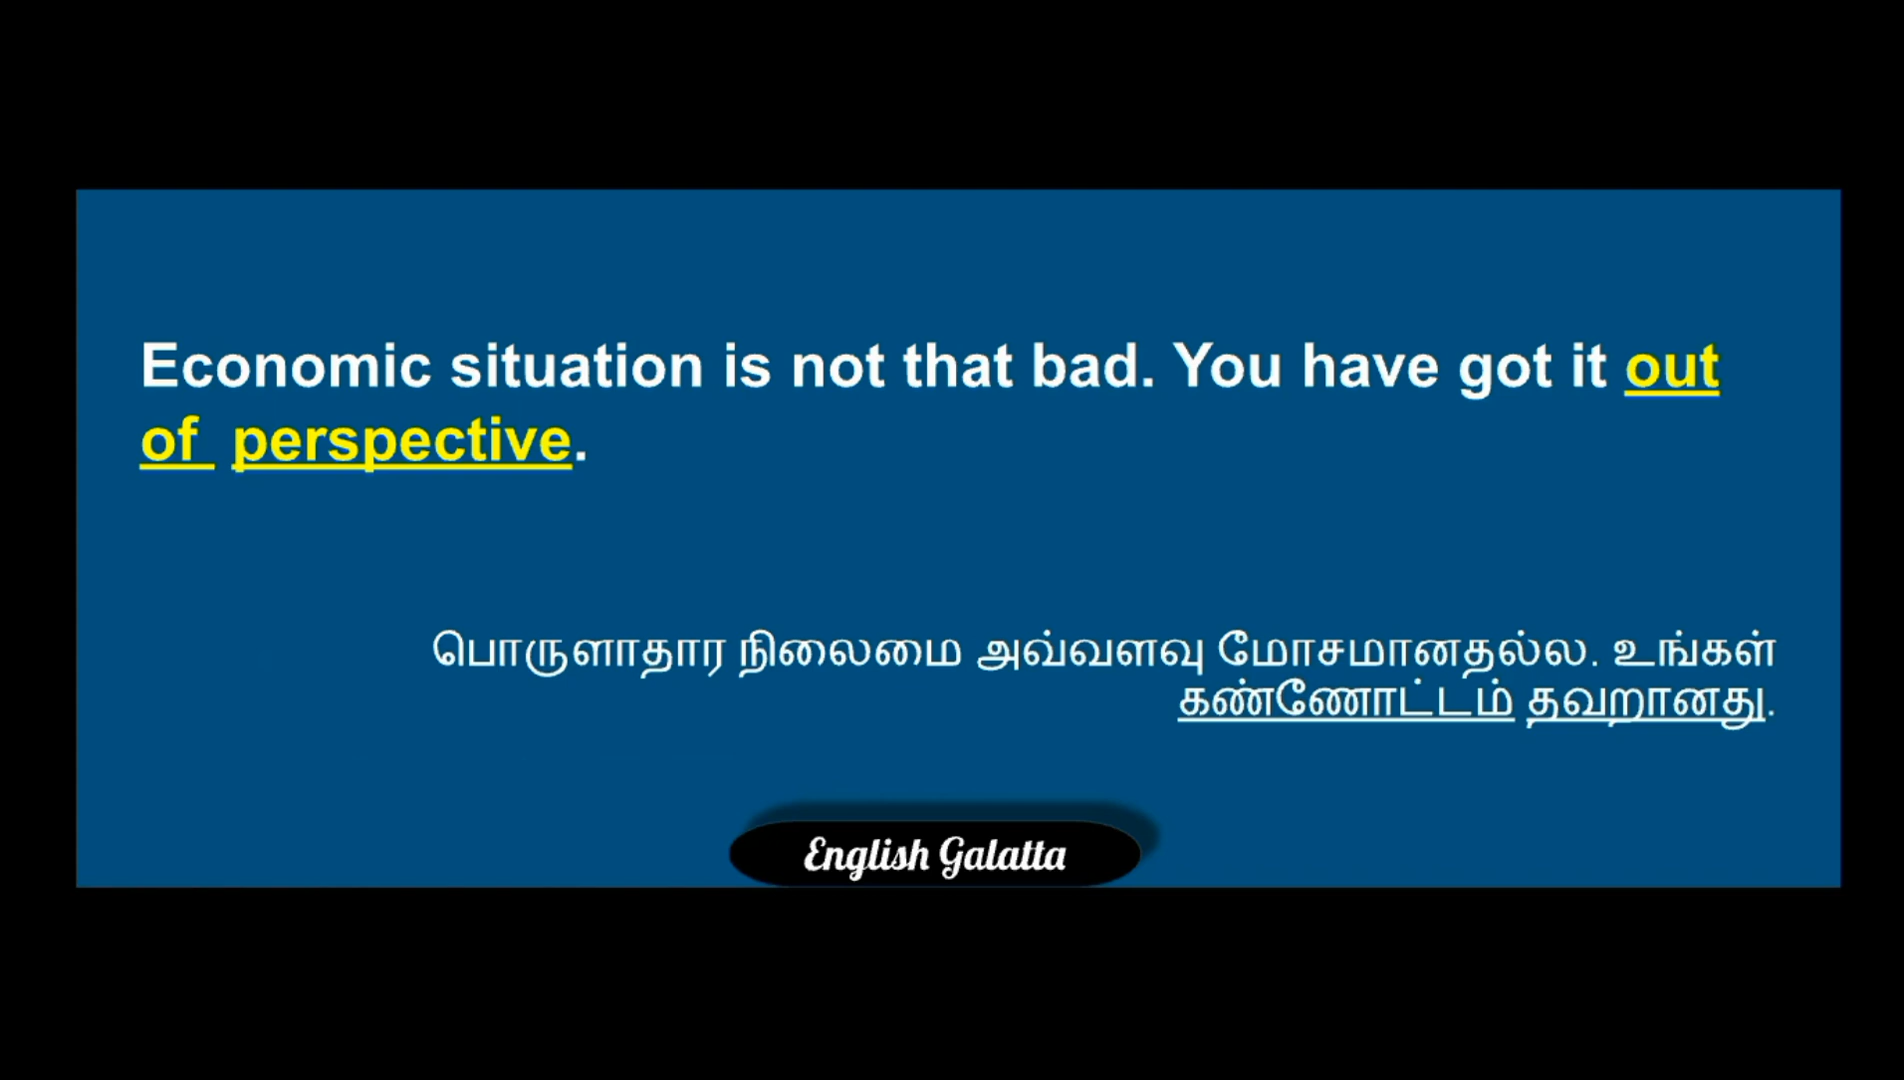 Economic situation is not that bad. You have got it out
of perspective.
பொருளாதார நிலைமை அவ்வளவு மோசமானதல்ல. உங்கள்
கண்ணோட்டம் தவறானது.
English Galatta